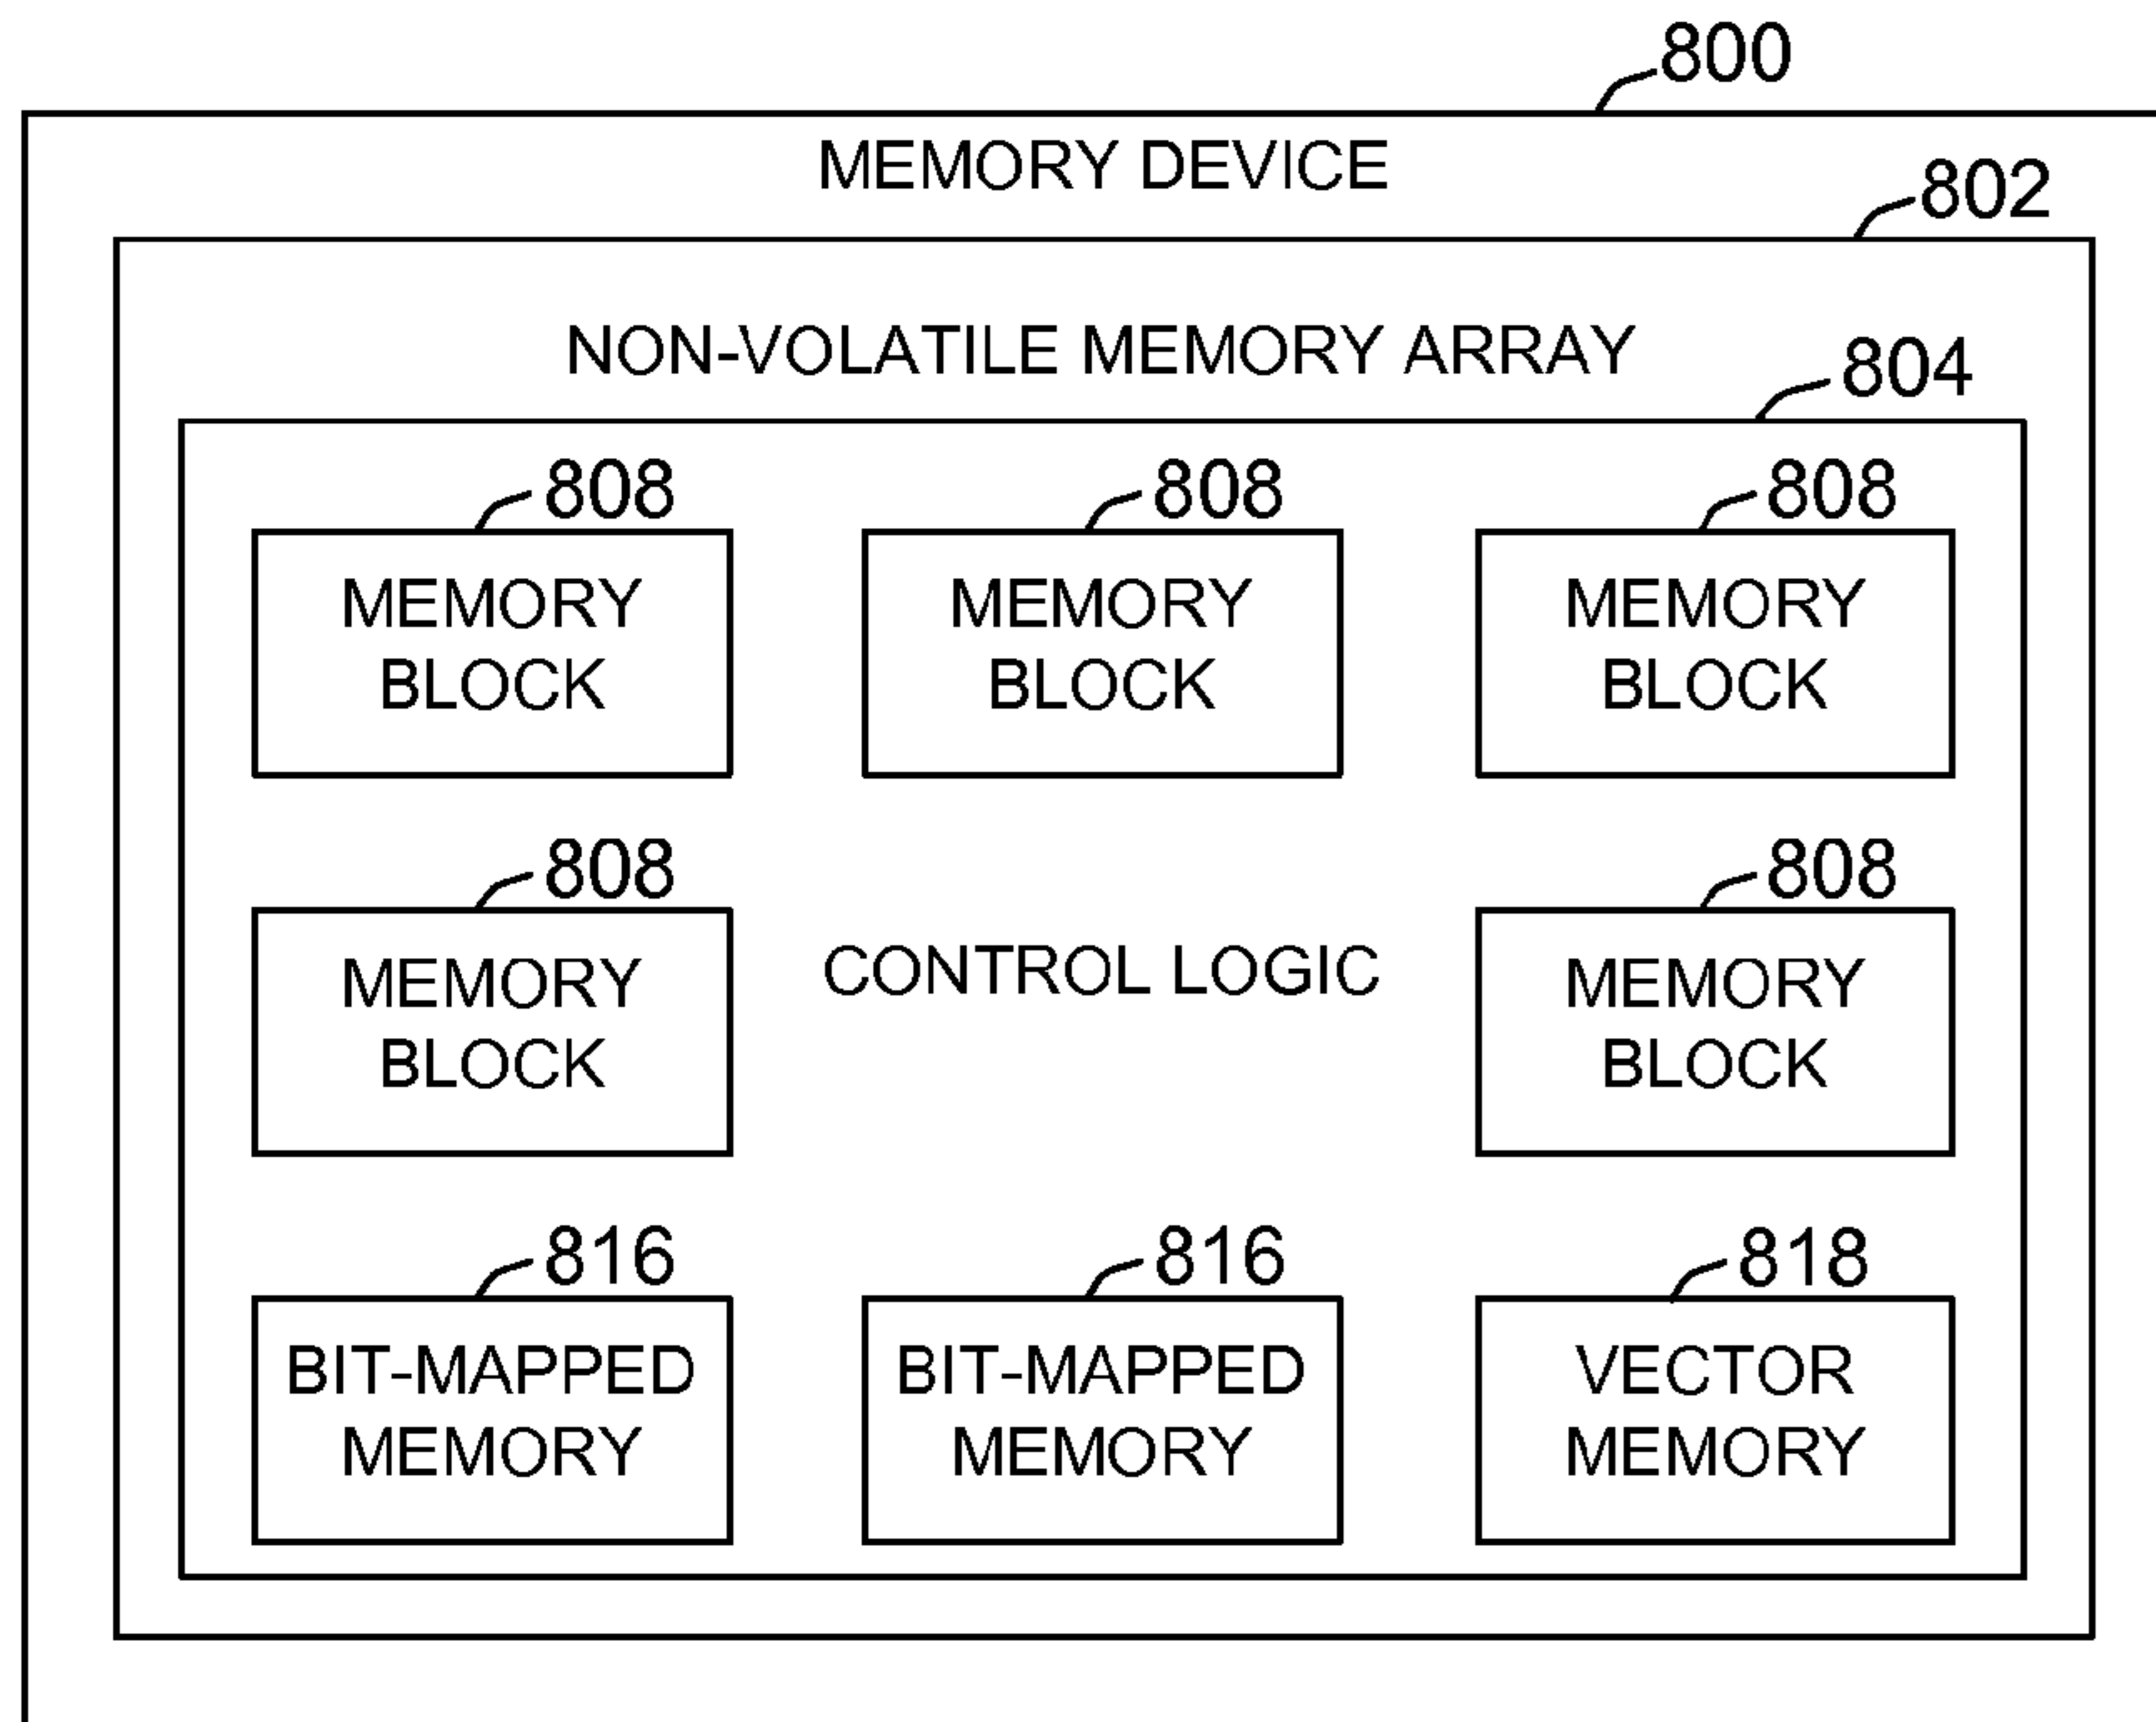 800
MEMORY DEVICE
802
NON-VOLATILE MEMORY ARRAY
804
808 808 808
MEMORY BLOCK
MEMORY BLOCK
MEMORY BLOCK
808 808
MEMORY BLOCK
CONTROL LOGIC
MEMORY BLOCK
816 816 818
BIT-MAPPED MEMORY
BIT-MAPPED MEMORY
VECTOR MEMORY